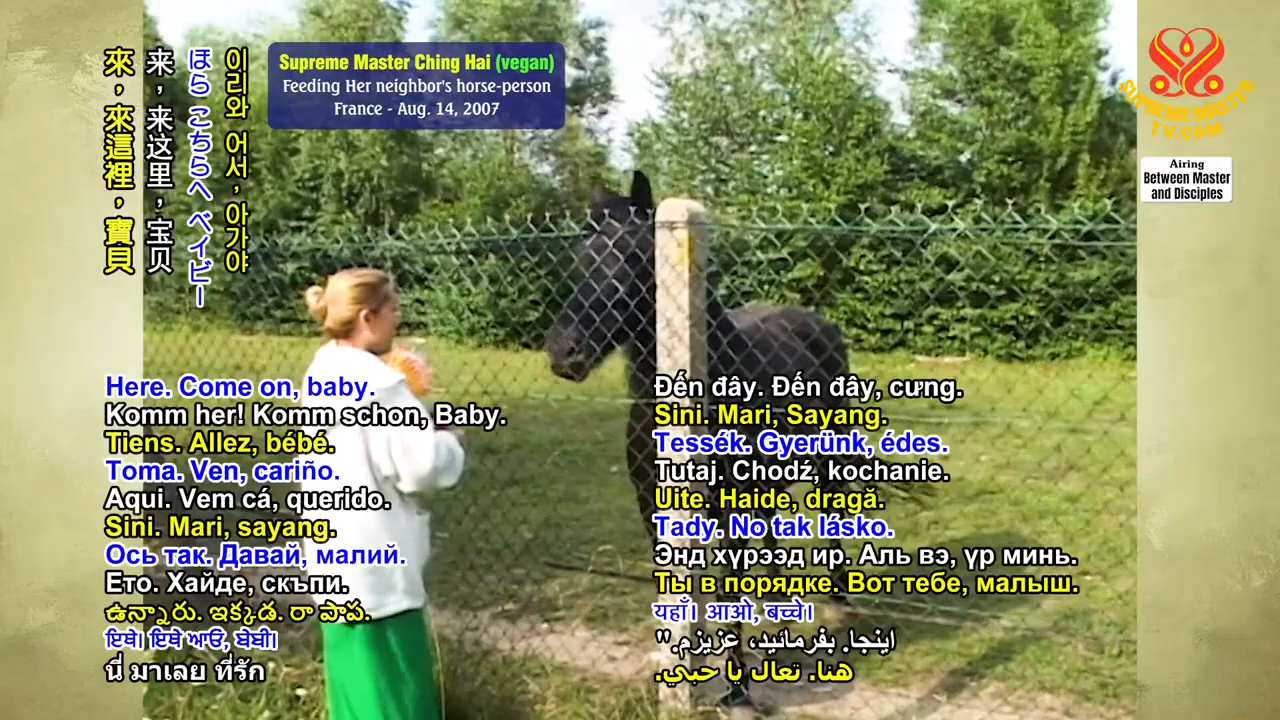 來，來這裡，寶貝
来，来这里，宝贝
ほら こちらへ ベイビー
이리와 어서, 아가야
Supreme Master Ching Hai (vegan)
Feeding Her neighbor's horse-person
France - Aug. 14, 2007
SUPREME MASTER
TV.COM
Airing
Between Master
and Disciples
Here. Come on, baby.
Komm her! Komm schon, Baby.
Tiens. Allez, bébé.
Toma. Ven, cariño.
Aqui. Vem cá, querido.
Sini. Mari, sayang.
Ось так. Давай, малий.
Ето. Хайде, скъпи.
ఉన్నారు. ఇక్కడ. రా పాప.
ਇਥੇ। ਇਥੇ ਆਓ, ਬੇਬੀ।
นี่ มาเลย ที่รัก
Đến đây. Đến đây, cưng.
Sini. Mari, Sayang.
Tessék. Gyerünk, édes.
Tutaj. Chodź, kochanie.
Uite. Haide, dragă.
Tady. No tak lásko.
Энд хүрээд ир. Аль вэ, үр минь.
Ты в порядке. Вот тебе, малыш.
यहाँ। आओ, बच्चे।
اینجا. بفرمائید، عزیزم."
هنا. تعال يا حبي.